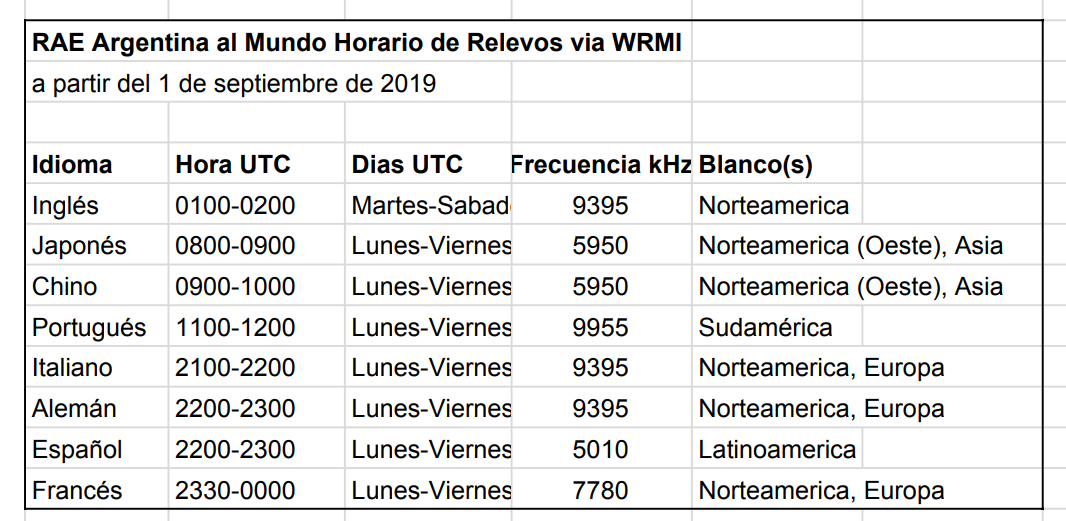 RAE Argentina al Mundo Horario de Relevos via WRMI
a partir del 1 de septiembre de 2019
Idioma Hora UTC Dias UTC Frecuencia kHz Blanco(s)
Inglés 0100-0200 Martes-Sabad 9395 Norteamerica
Japonés 0800-0900 Lunes-Viernes 5950 Norteamerica (Oeste), Asia
Chino 0900-1000 Lunes-Viernes 5950 Norteamerica (Oeste), Asia
Portugués 1100-1200 Lunes-Viernes 9955 Sudamérica
Italiano 2100-2200 Lunes-Viernes 9395 Norteamerica, Europa
Alemán 2200-2300 Lunes-Viernes 9395 Norteamerica, Europa
Español 2200-2300 Lunes-Viernes 5010 Latinoamerica
Francés 2330-0000 Lunes-Viernes 7780 Norteamerica, Europa